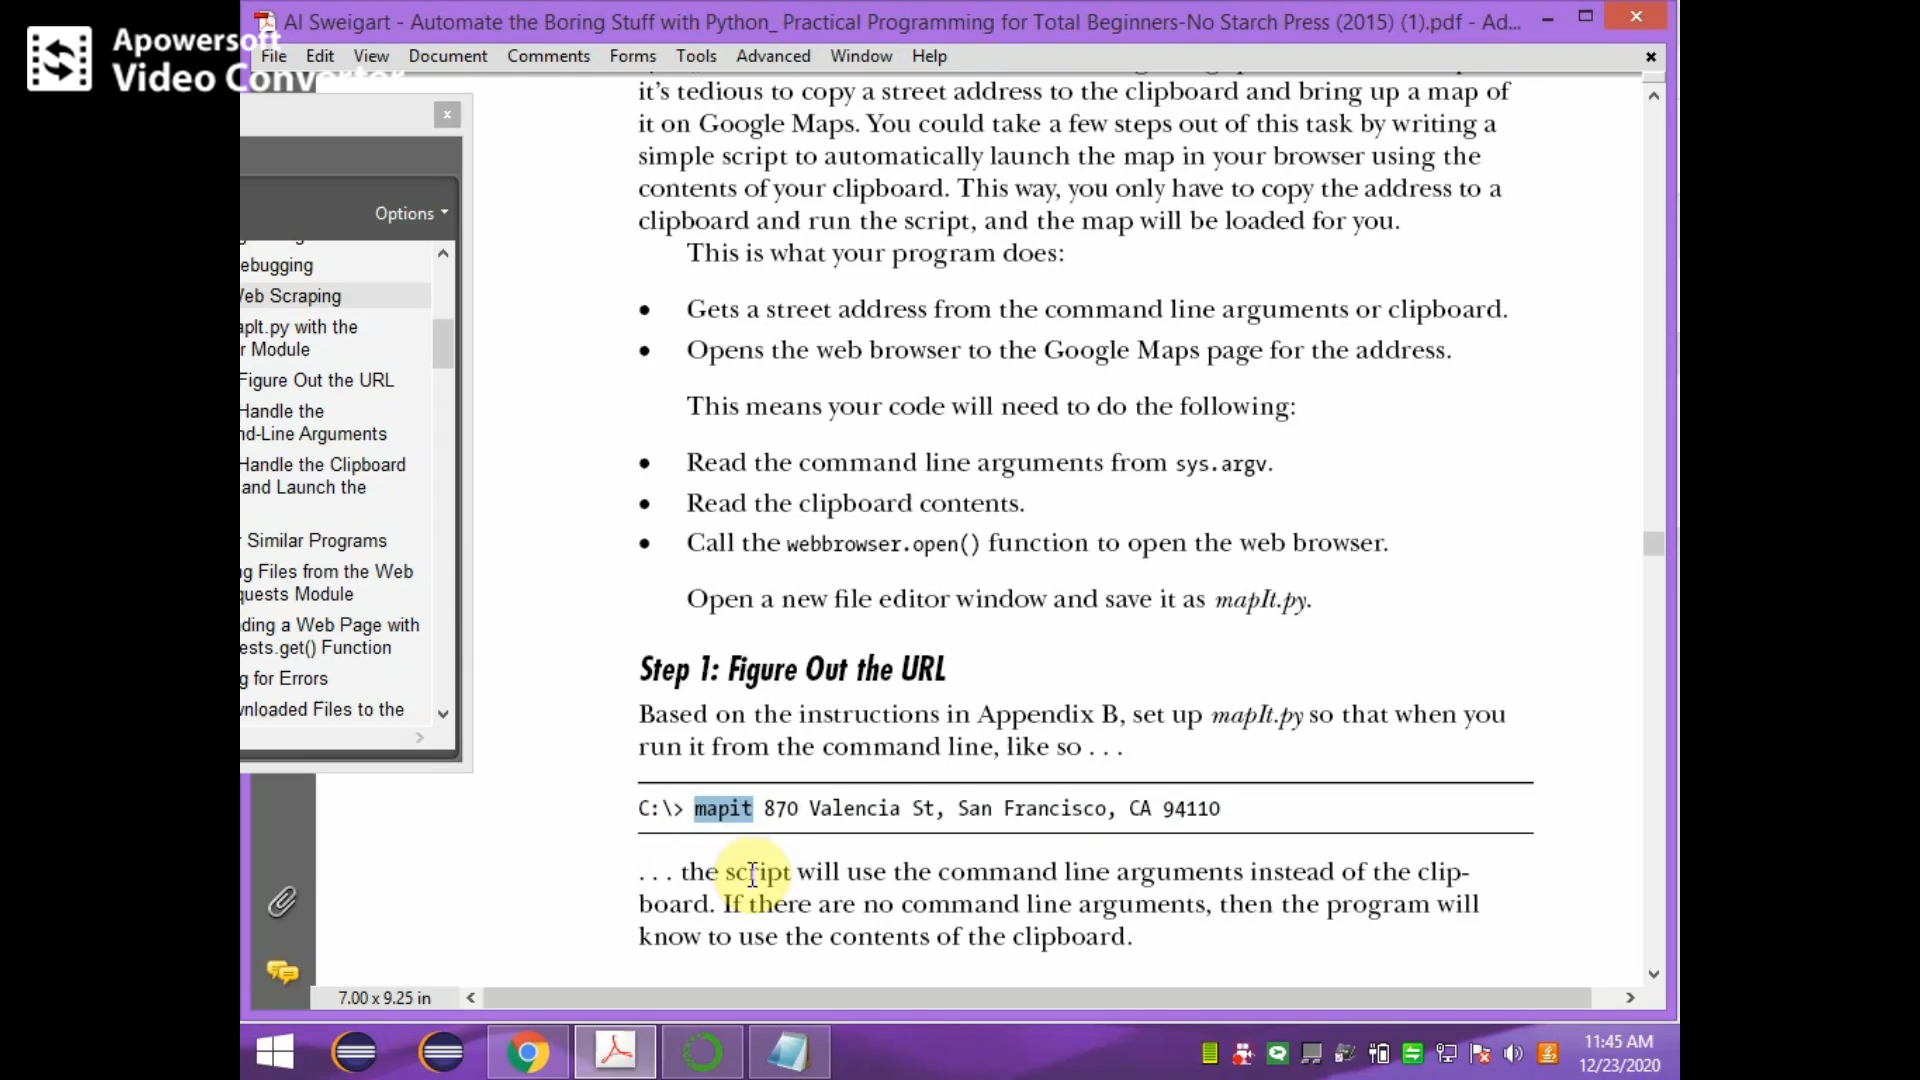 Apowersoft
Video Converter
Al Sweigart - Automate the Boring Stuff with Python_ Practical Programming for Total Beginners-No Starch Press (2015) (1).pdf - Ad...
File Edit View Document Comments Forms Tools Advanced Window Help
it's tedious to copy a street address to the clipboard and bring up a map of
it on Google Maps. You could take a few steps out of this task by writing a
simple script to automatically launch the map in your browser using the
contents of your clipboard. This way, you only have to copy the address to a
clipboard and run the script, and the map will be loaded for you.
This is what your program does:
• Gets a street address from the command line arguments or clipboard.
• Opens the web browser to the Google Maps page for the address.
This means your code will need to do the following:
• Read the command line arguments from sys.argv.
• Read the clipboard contents.
• Call the webbrowser.open() function to open the web browser.
Open a new file editor window and save it as mapIt.py.
Step 1: Figure Out the URL
Based on the instructions in Appendix B, set up mapIt.py so that when you
run it from the command line, like so . . .
C:\> mapit 870 Valencia St, San Francisco, CA 94110
. . . the script will use the command line arguments instead of the clip-
board. If there are no command line arguments, then the program will
know to use the contents of the clipboard.
Options
ebugging
eb Scraping
apIt.py with the
r Module
Figure Out the URL
Handle the
nd-Line Arguments
Handle the Clipboard
and Launch the
r Similar Programs
ng Files from the Web
quests Module
ding a Web Page with
ests.get() Function
g for Errors
wnloaded Files to the
7.00 x 9.25 in
11:45 AM
12/23/2020